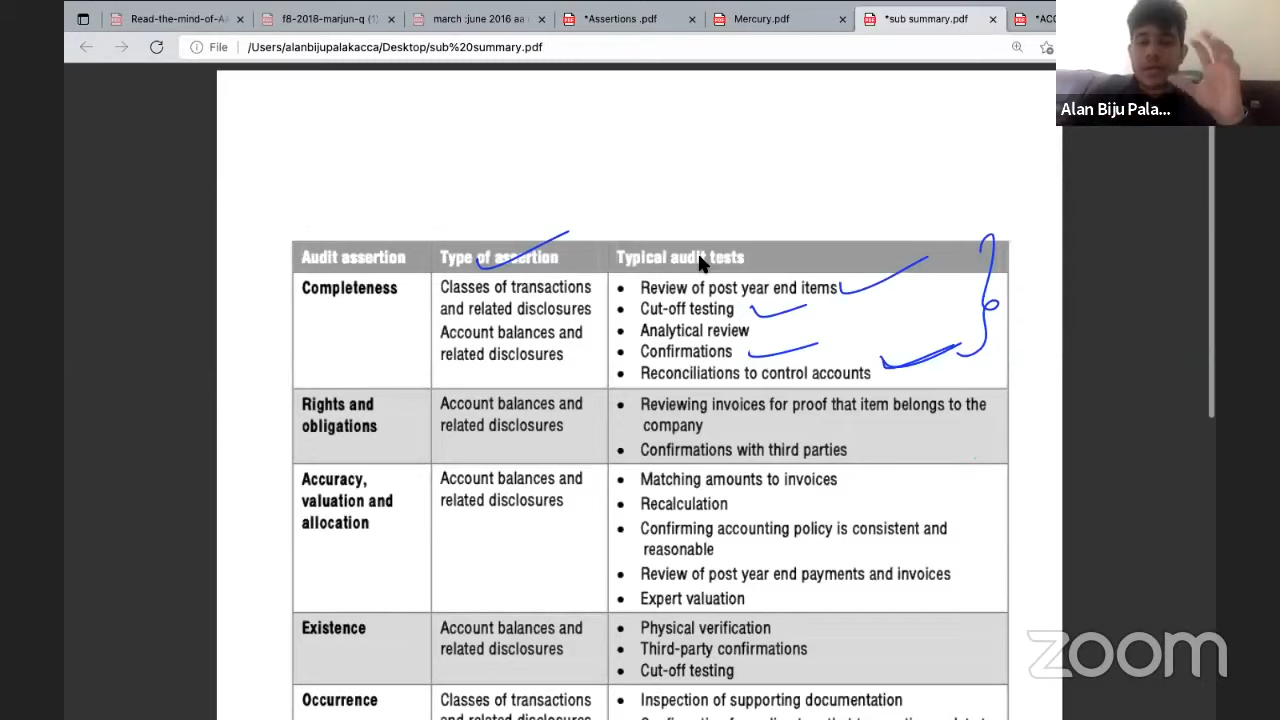 Read-the-mind-of-A
f8-2018-marjun-q (1)
march :june 2016 aa
*Assertions .pdf
Mercury.pdf
*sub summary.pdf
File
/Users/alanbijupalakacca/Desktop/sub%20summary.pdf
Alan Biju Pala...
Audit assertion
Type of assertion
Typical audit tests
Completeness
Classes of transactions
and related disclosures
Account balances and
related disclosures
• Review of post year end items
• Cut-off testing
• Analytical review
• Confirmations
• Reconciliations to control accounts
Rights and
obligations
Account balances and
related disclosures
• Reviewing invoices for proof that item belongs to the
company
• Confirmations with third parties
Accuracy,
valuation and
allocation
Account balances and
related disclosures
• Matching amounts to invoices
• Recalculation
• Confirming accounting policy is consistent and
reasonable
• Review of post year end payments and invoices
• Expert valuation
Existence
Account balances and
related disclosures
• Physical verification
• Third-party confirmations
• Cut-off testing
Occurrence
Classes of transactions
• Inspection of supporting documentation
zoom